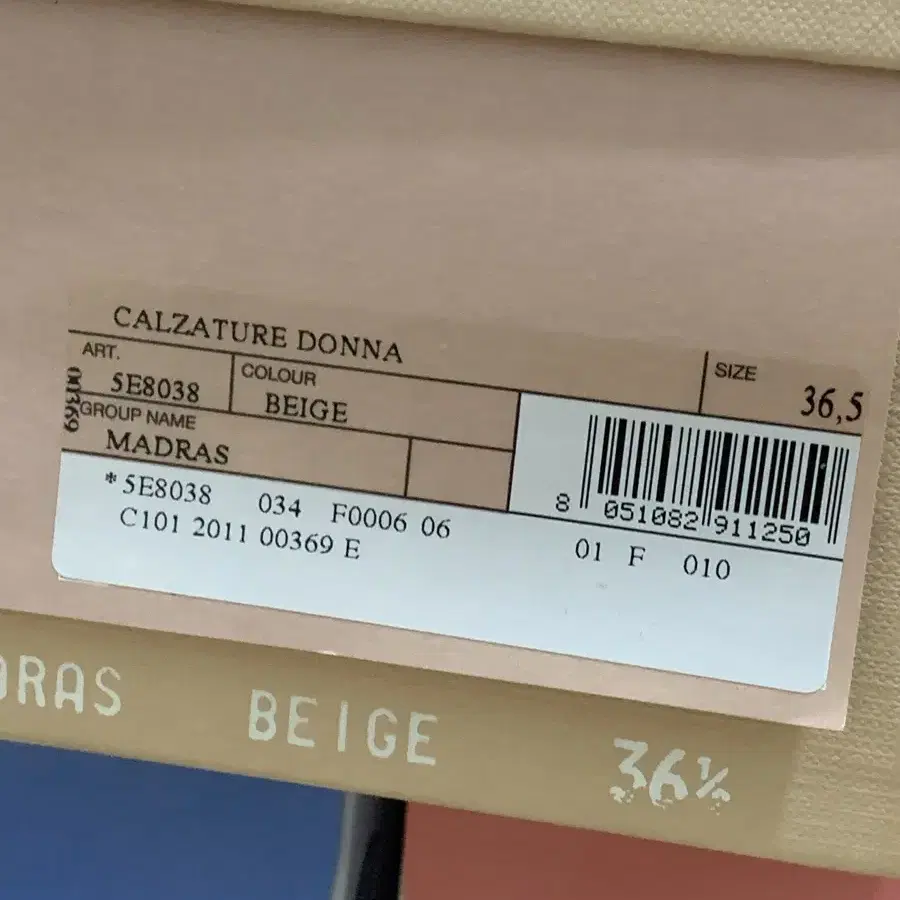 CALZATURE DONNA
ART.
5E8038
COLOUR
BEIGE
SIZE
36,5
00369
GROUP NAME
MADRAS
8 051082 911250
*5E8038 034 F0006 06
C101 2011 00369 E
01 F 010
BEIGE 36½